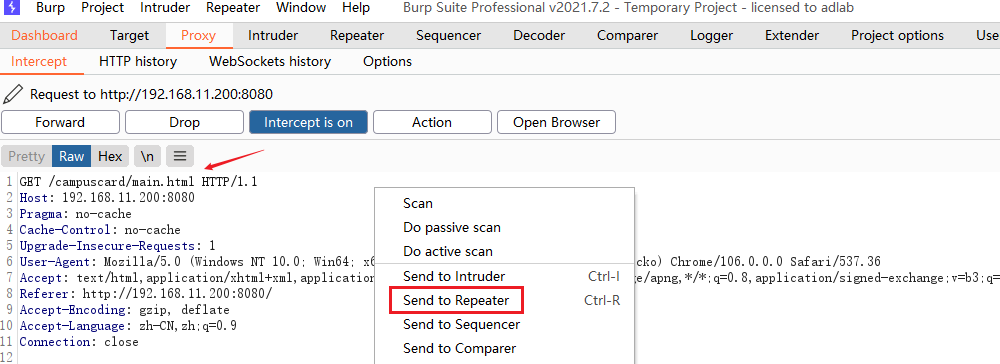 Burp Project Intruder Repeater Window Help Burp Suite Professional v2021.7.2 - Temporary Project - licensed to adlab
Dashboard Target Proxy Intruder Repeater Sequencer Decoder Comparer Logger Extender Project options Use
Intercept HTTP history WebSockets history Options
Request to http://192.168.11.200:8080
Forward Drop Intercept is on Action Open Browser
Pretty Raw Hex \n
1 GET /campuscard/main.html HTTP/1.1
2 Host: 192.168.11.200:8080
3 Pragma: no-cache
4 Cache-Control: no-cache
5 Upgrade-Insecure-Requests: 1
6 User-Agent: Mozilla/5.0 (Windows NT 10.0; Win64; x6 cko) Chrome/106.0.0.0 Safari/537.36
7 Accept: text/html,application/xhtml+xml,application ge/apng,*/*;q=0.8,application/signed-exchange;v=b3;q=
8 Referer: http://192.168.11.200:8080/
9 Accept-Encoding: gzip, deflate
10 Accept-Language: zh-CN,zh;q=0.9
11 Connection: close
12
Scan
Do passive scan
Do active scan
Send to Intruder Ctrl-I
Send to Repeater Ctrl-R
Send to Sequencer
Send to Comparer